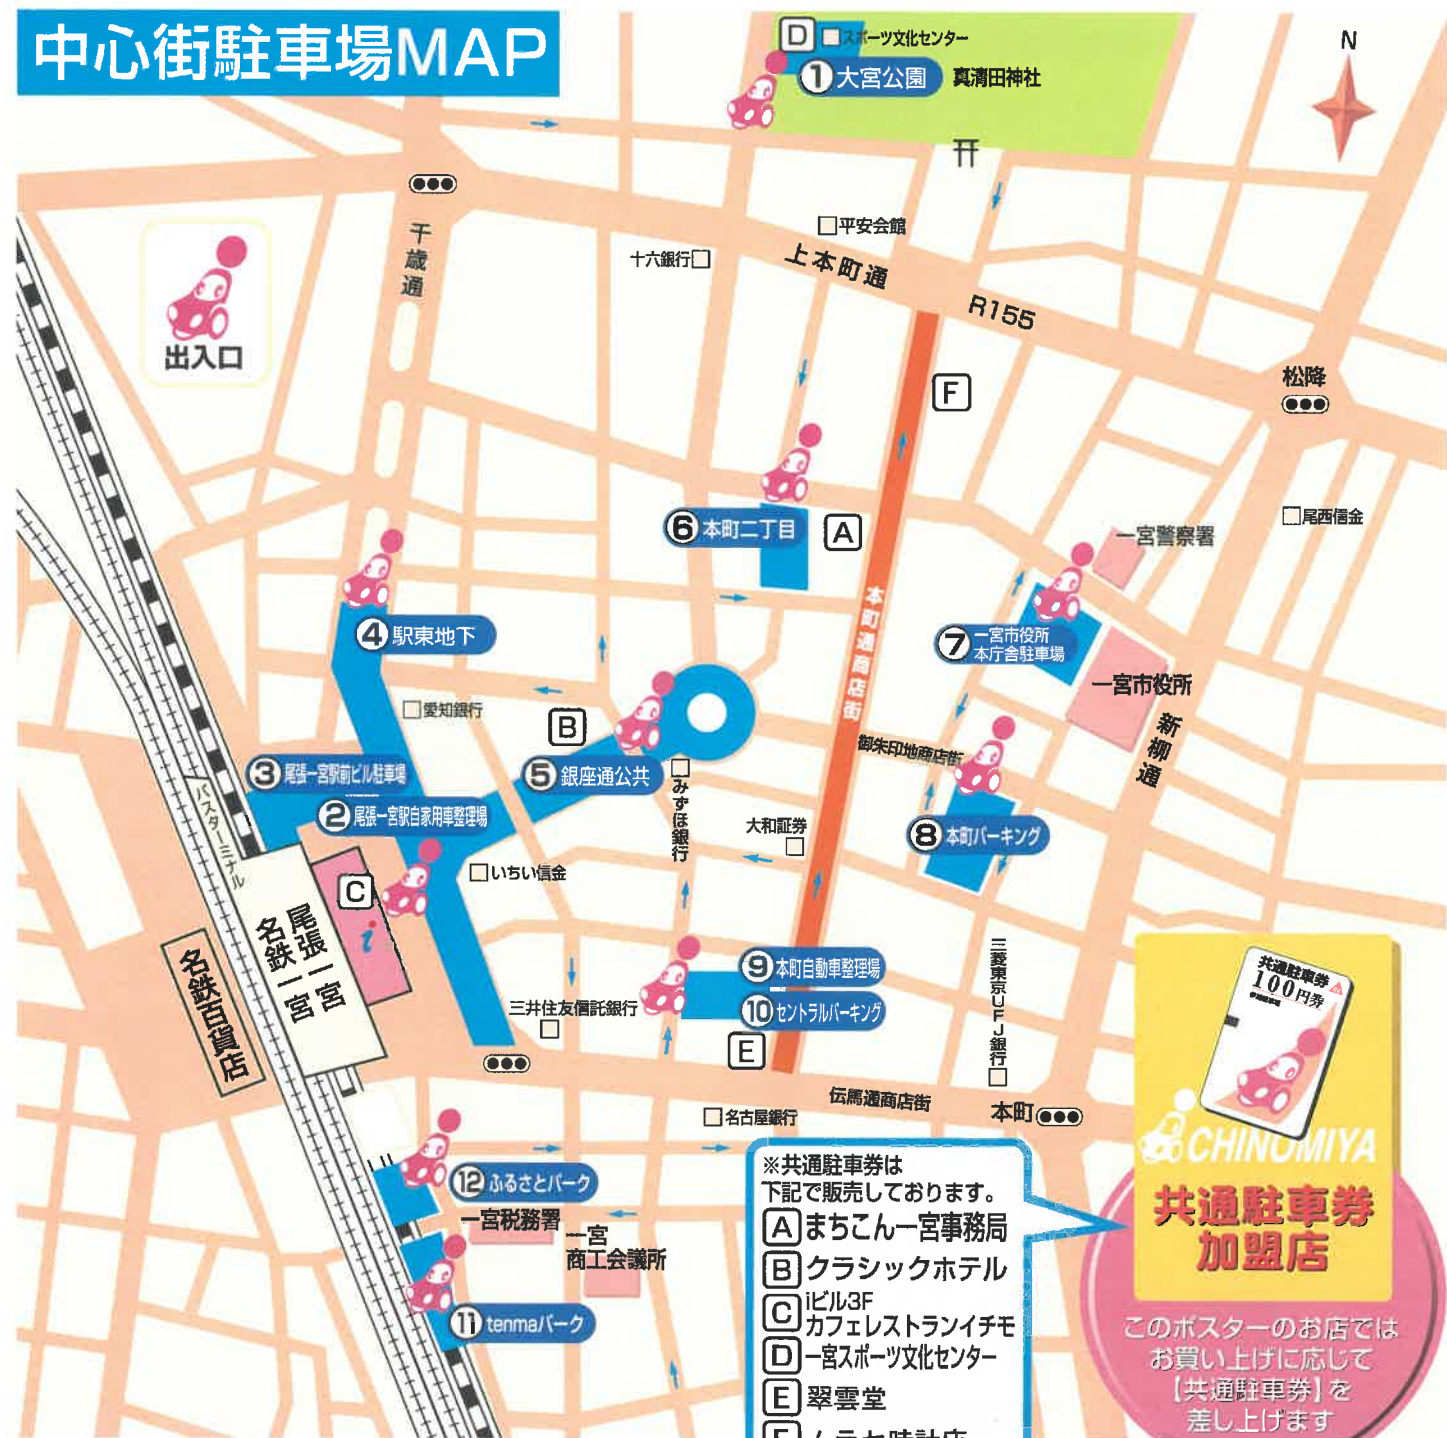 中心街駐車場MAP
N
D
スポーツ文化センター
① 大宮公園
真清田神社
千歳通
平安会館
十六銀行
上本町通
R155
出入口
松降
F
尾西信金
⑥ 本町二丁目
A
一宮警察署
本町通商店街
④ 駅東地下
⑦ 一宮市役所
本庁舎駐車場
一宮市役所
愛知銀行
B
新柳通
御朱印地商店街
③ 尾張一宮駅前ビル駐車場
⑤ 銀座通公共
みずほ銀行
バスターミナル
② 尾張一宮駅自家用車整理場
大和証券
⑧ 本町パーキング
いちい信金
C
i
尾張一宮
名鉄一宮
名鉄百貨店
⑨ 本町自動車整理場
⑩ セントラルパーキング
三井住友信託銀行
三菱東京UFJ銀行
E
伝馬通商店街
本町
名古屋銀行
共通駐車券
100円券
CHINOMIYA
共通駐車券
加盟店
このポスターのお店では
お買い上げに応じて
【共通駐車券】を
差し上げます
⑫ ふるさとパーク
一宮税務署
一宮
商工会議所
⑪ tenmaパーク
※共通駐車券は
下記で販売しております。
A まちこん一宮事務局
B クラシックホテル
C iビル3F
カフェレストランイチモ
D 一宮スポーツ文化センター
E 翠雲堂
F ムラセ時計店